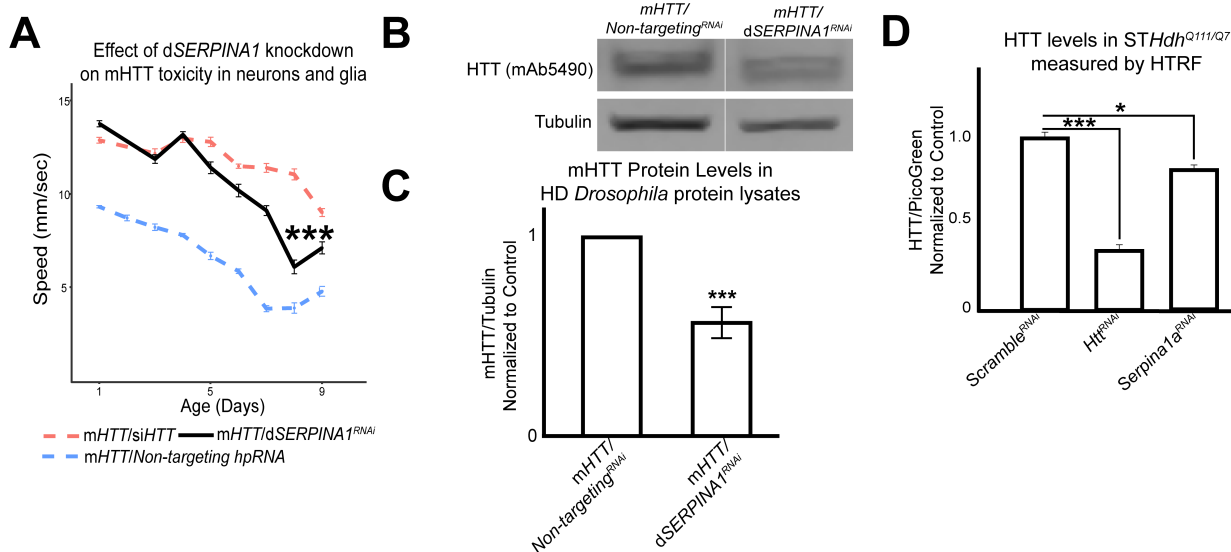 A
Effect of dSERPINA1 knockdown
on mHTT toxicity in neurons and glia
Speed (mm/sec)
15
10
5
1
5
9
Age (Days)
mHTT/siHTT
mHTT/dSERPINA1RNAi
mHTT/Non-targeting hpRNA
***
B
mHTT/
Non-targetingRNAi
mHTT/
dSERPINA1RNAi
HTT (mAb5490)
Tubulin
C
mHTT Protein Levels in
HD Drosophila protein lysates
mHTT/Tubulin
Normalized to Control
1
0
***
mHTT/
Non-targetingRNAi
mHTT/
dSERPINA1RNAi
D
HTT levels in STHdhQ111/Q7
measured by HTRF
HTT/PicoGreen
Normalized to Control
1.0
0.5
0
***
*
ScrambleRNAi
HttRNAi
Serpina1aRNAi